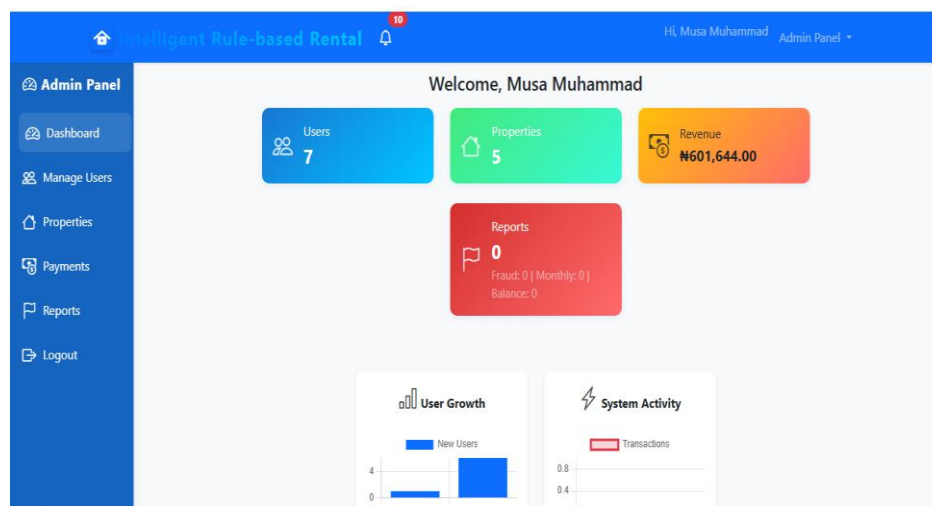 10
Intelligent Rule-based Rental
Hi, Musa Muhammad
Admin Panel
Admin Panel
Dashboard
Manage Users
Properties
Payments
Reports
Logout
Welcome, Musa Muhammad
Users
7
Properties
5
Revenue
₦601,644.00
Reports
0
Fraud: 0 | Monthly: 0 |
Balance: 0
User Growth
New Users
4
0
System Activity
Transactions
0.8
0.4